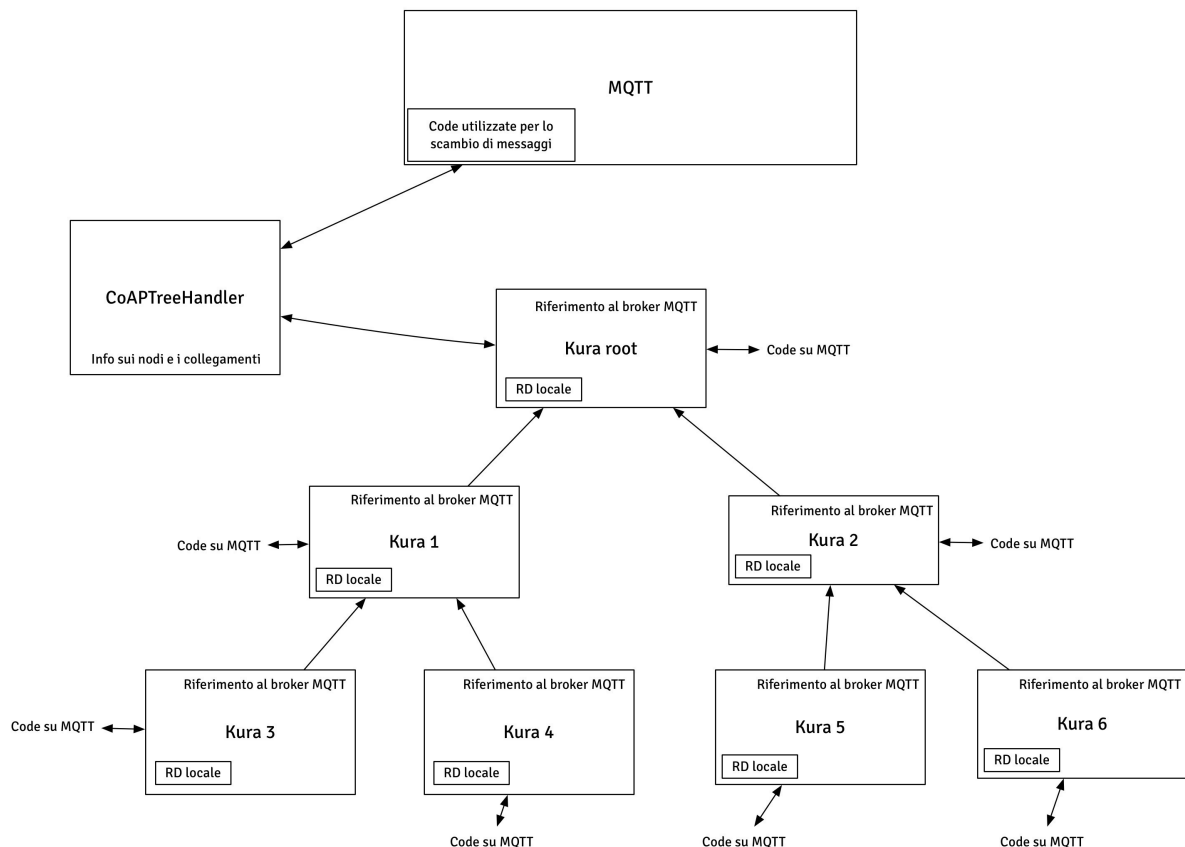 MQTT
Code utilizzate per lo
scambio di messaggi
CoAPTreeHandler
Info sui nodi e i collegamenti
Riferimento al broker MQTT
Kura root
Code su MQTT
RD locale
Riferimento al broker MQTT
Kura 1
Code su MQTT
RD locale
Riferimento al broker MQTT
Kura 2
Code su MQTT
RD locale
Riferimento al broker MQTT
Kura 3
Code su MQTT
RD locale
Riferimento al broker MQTT
Kura 4
RD locale
Code su MQTT
Riferimento al broker MQTT
Kura 5
RD locale
Code su MQTT
Riferimento al broker MQTT
Kura 6
RD locale
Code su MQTT